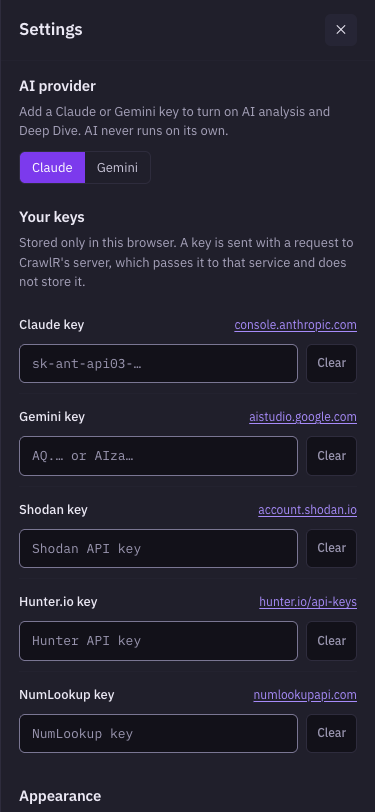 Settings
AI provider
Add a Claude or Gemini key to turn on AI analysis and
Deep Dive. AI never runs on its own.
Claude
Gemini
Your keys
Stored only in this browser. A key is sent with a request to
CrawlR's server, which passes it to that service and does
not store it.
Claude key
console.anthropic.com
sk-ant-api03-…
Clear
Gemini key
aistudio.google.com
AQ.… or AIza…
Clear
Shodan key
account.shodan.io
Shodan API key
Clear
Hunter.io key
hunter.io/api-keys
Hunter API key
Clear
NumLookup key
numlookupapi.com
NumLookup key
Clear
Appearance